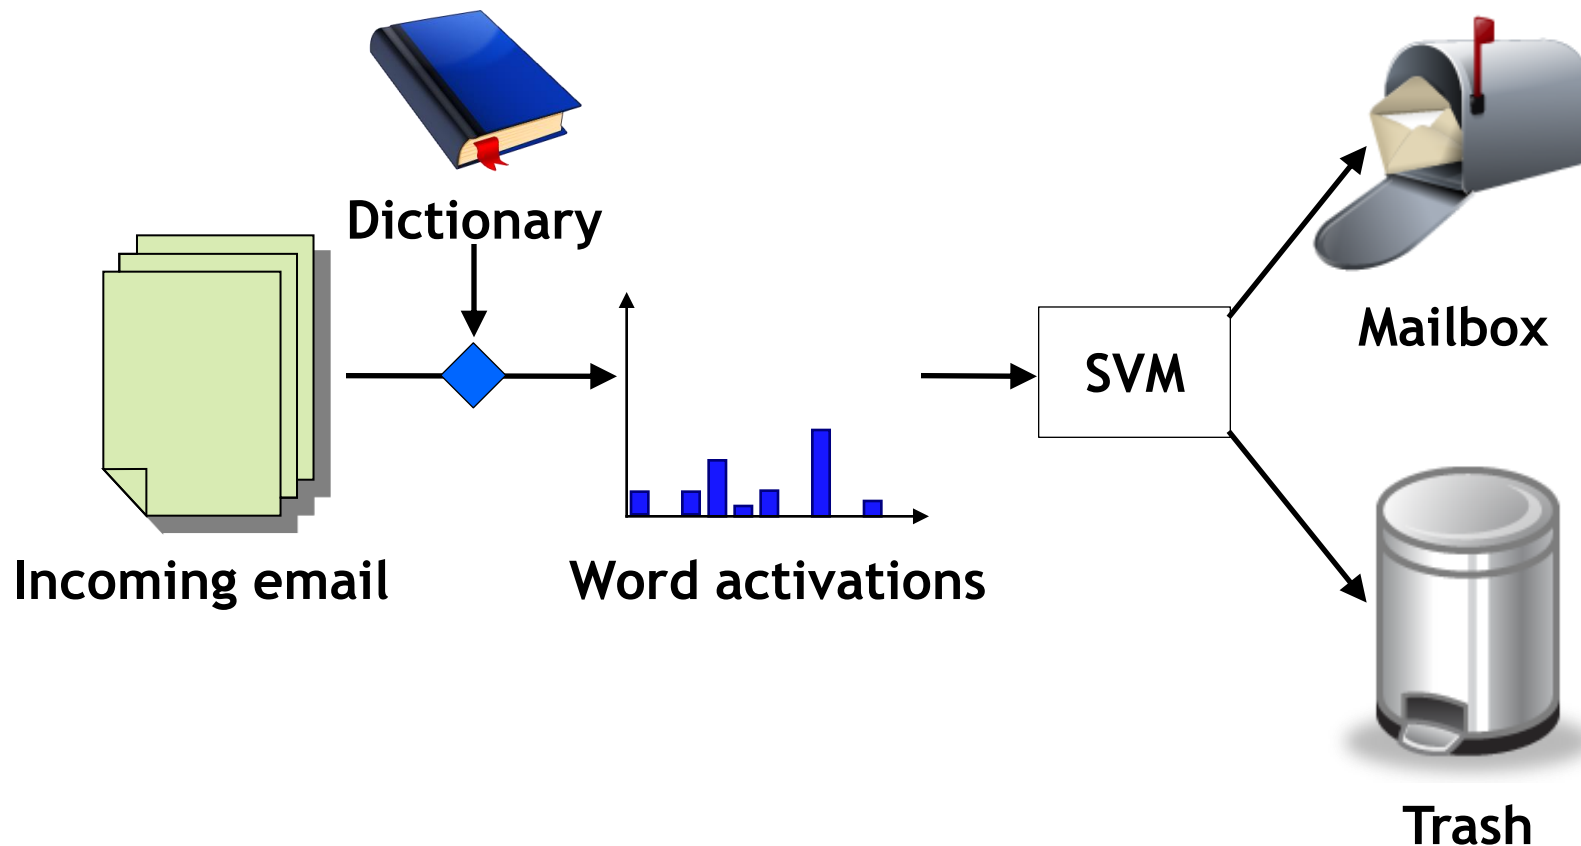 Dictionary
Incoming email
Word activations
SVM
Mailbox
Trash